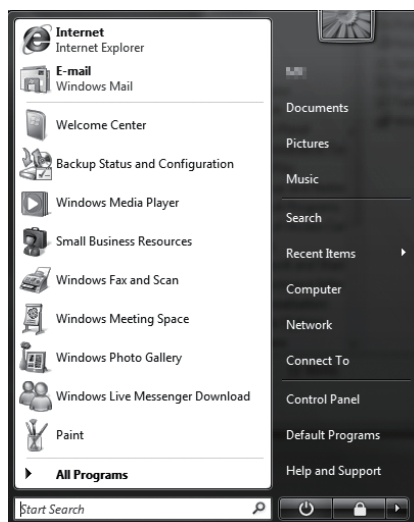 Internet
Internet Explorer
E-mail
Windows Mail
Welcome Center
Backup Status and Configuration
Windows Media Player
Small Business Resources
Windows Fax and Scan
Windows Meeting Space
Windows Photo Gallery
Windows Live Messenger Download
Paint
All Programs
Start Search
Documents
Pictures
Music
Search
Recent Items
Computer
Network
Connect To
Control Panel
Default Programs
Help and Support